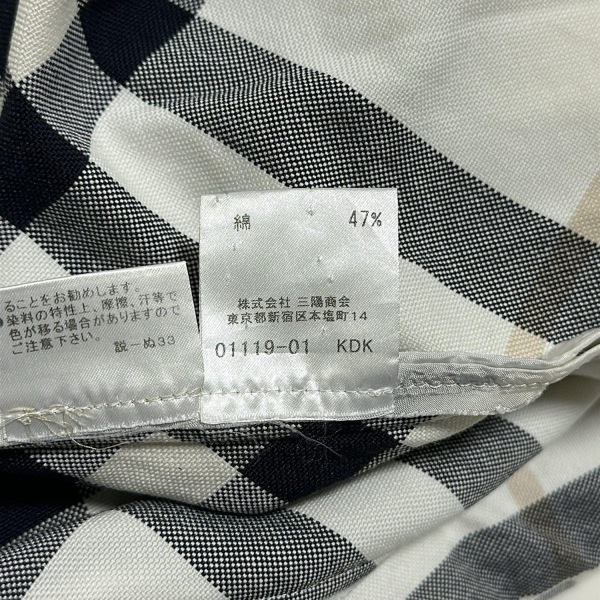 綿 47%
株式会社 三陽商会
東京都新宿区本塩町14
01119-01 KDK
ることをお勧めします。
●染料の特性上、摩擦、汗等で
色が移る場合がありますので
ご注意下さい。
説-ぬ33